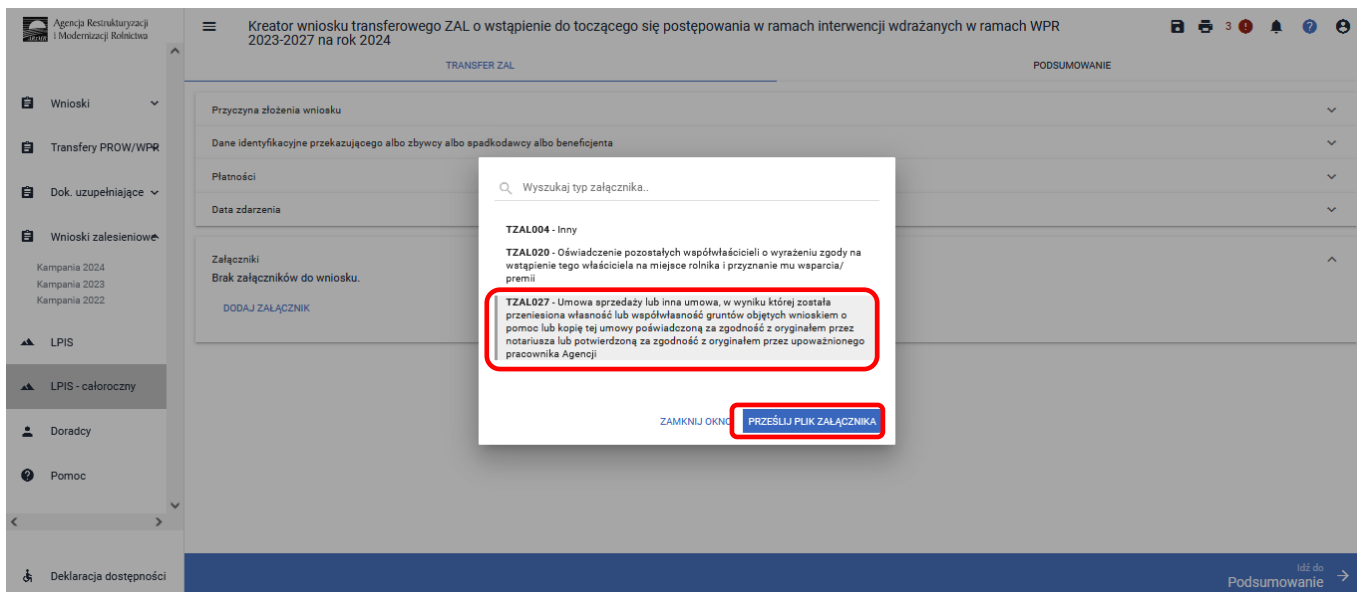 Agencja Restrukturyzacji
i Modernizacji Rolnictwa
Kreator wniosku transferowego ZAL o wstąpienie do toczącego się postępowania w ramach interwencji wdrażanych w ramach WPR
2023-2027 na rok 2024
3
TRANSFER ZAL
PODSUMOWANIE
Wnioski
Transfery PROW/WPR
Dok. uzupełniające
Wnioski zalesieniowe
Kampania 2024
Kampania 2023
Kampania 2022
LPIS
LPIS - całoroczny
Doradcy
Pomoc
Deklaracja dostępności
Przyczyna złożenia wniosku
Dane identyfikacyjne przekazującego albo zbywcy albo spadkodawcy albo beneficjenta
Płatności
Data zdarzenia
Załączniki
Brak załączników do wniosku.
DODAJ ZAŁĄCZNIK
Wyszukaj typ załącznika..
TZAL004 - Inny
TZAL020 - Oświadczenie pozostałych współwłaścicieli o wyrażeniu zgody na
wstąpienie tego właściciela na miejsce rolnika i przyznanie mu wsparcia/
premii
TZAL027 - Umowa sprzedaży lub inna umowa, w wyniku której została
przeniesiona własność lub współwłasność gruntów objętych wnioskiem o
pomoc lub kopię tej umowy poświadczoną za zgodność z oryginałem przez
notariusza lub potwierdzoną za zgodność z oryginałem przez upoważnionego
pracownika Agencji
ZAMKNIJ OKNO
PRZEŚLIJ PLIK ZAŁĄCZNIKA
Idź do
Podsumowanie